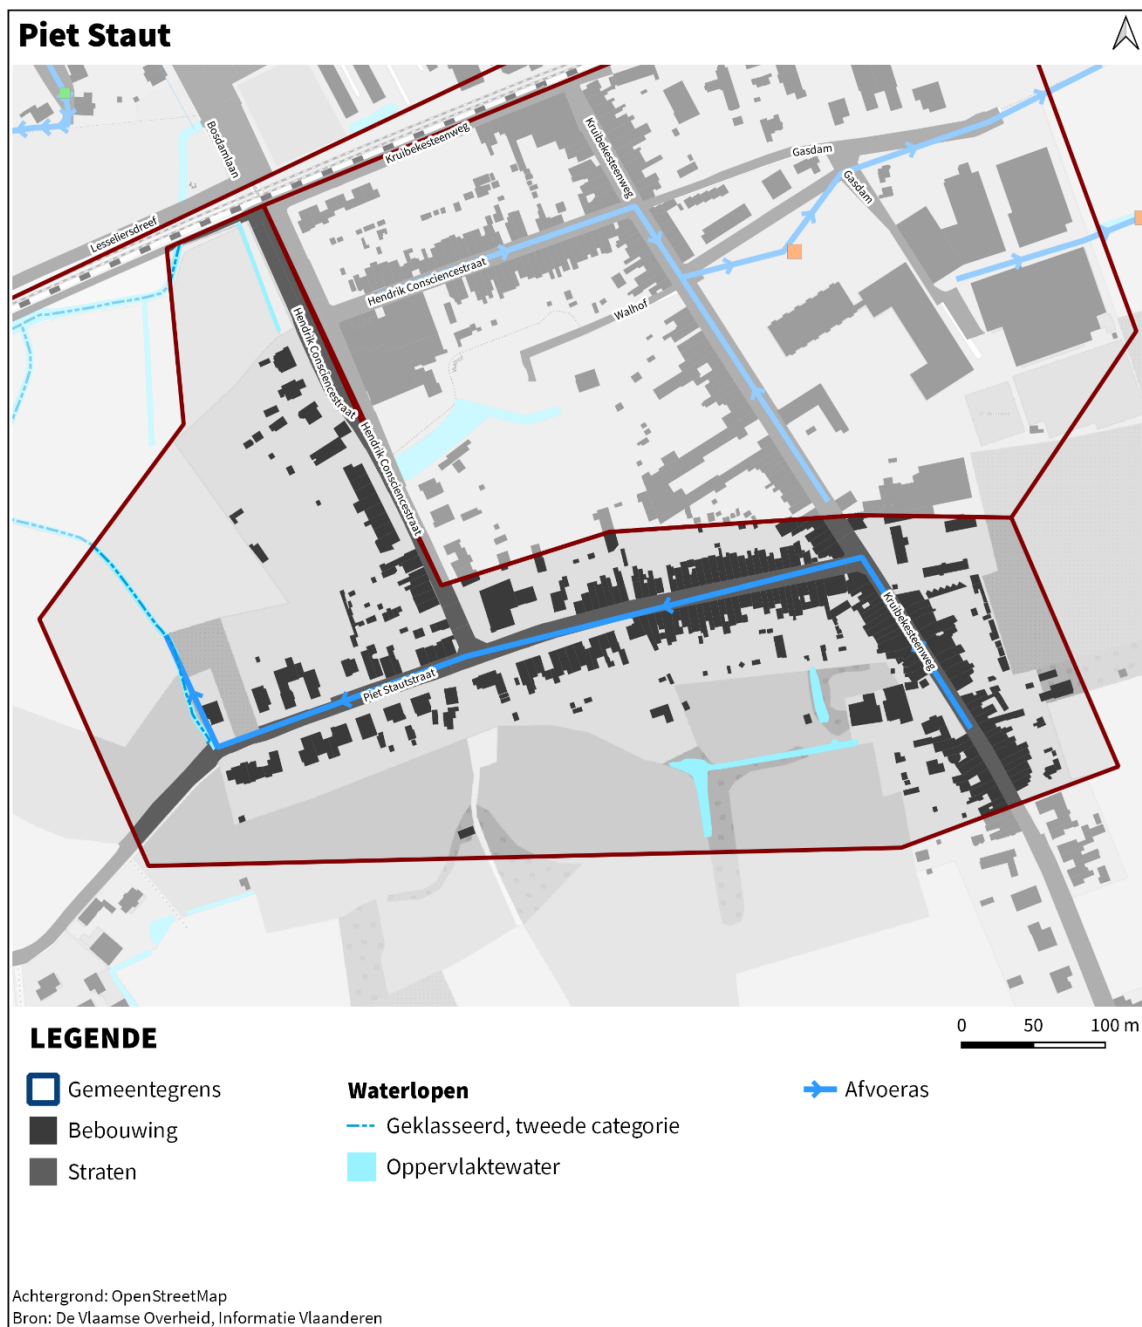 Piet Staut
Bosdamlaan
Kruibekesteenweg
Kruibekesteenweg
Gasdam
Gasdam
Lesseliersdreef
Hendrik Consciencestraat
Walhof
Hendrik Consciencestraat
Hendrik Consciencestraat
Kruibekesteenweg
Piet Stautstraat
LEGENDE
0 50 100 m
Gemeentegrens
Waterlopen
Afvoeras
Bebouwing
Geklasseerd, tweede categorie
Straten
Oppervlaktewater
Achtergrond: OpenStreetMap
Bron: De Vlaamse Overheid, Informatie Vlaanderen